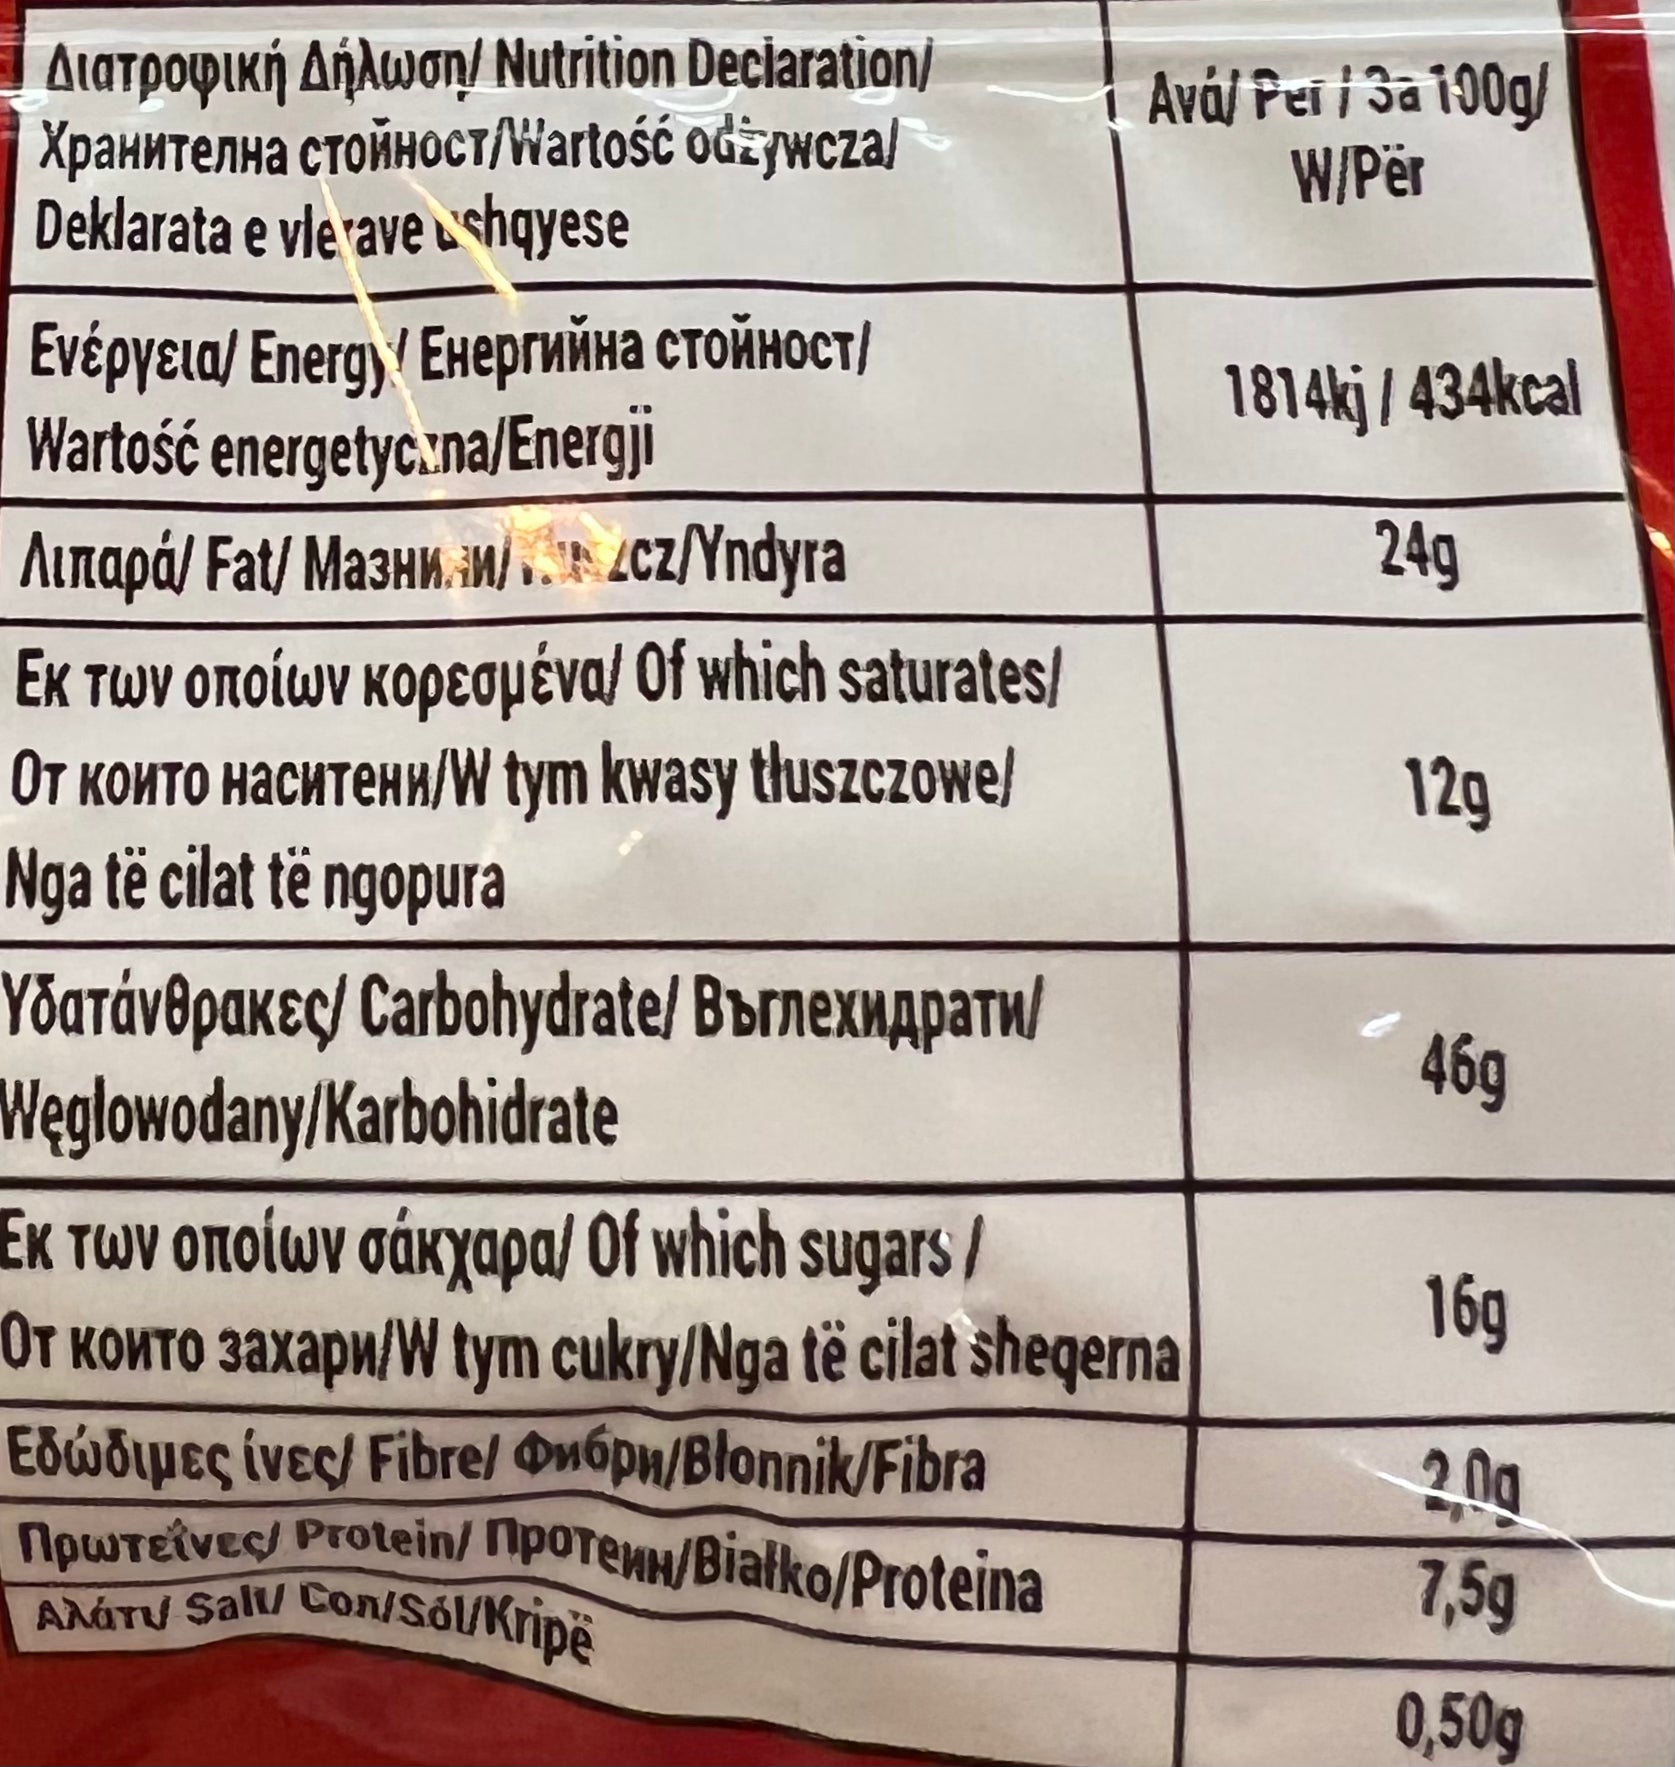 Διατροφική Δήλωση/ Nutrition Declaration/
Хранителна стойност/Wartość odżywcza/
Deklarata e vlerave ushqyese
Ανά/ Per / За 100g/
W/Për
Ενέργεια/ Energy/ Енергийна стойност/
Wartość energetyczna/Energji
1814kj / 434kcal
Λιπαρά/ Fat/ Мазнини/ /Yndyra
24g
Εκ των οποίων κορεσμένα/ Of which saturates/
От които наситени/W tym kwasy tłuszczowe/
Nga të cilat të ngopura
12g
Υδατάνθρακες/ Carbohydrate/ Въглехидрати/
Węglowodany/Karbohidrate
46g
Εκ των οποίων σάκχαρα/ Of which sugars /
От които захари/W tym cukry/Nga të cilat sheqerna
16g
Εδώδιμες ίνες/ Fibre/ Фибри/Błonnik/Fibra
2,0g
Πρωτεΐνες/ Protein/ Протеин/Białko/Proteina
7,5g
Αλάτι/ Salt/ Сол/Sól/Kripë
0,50g